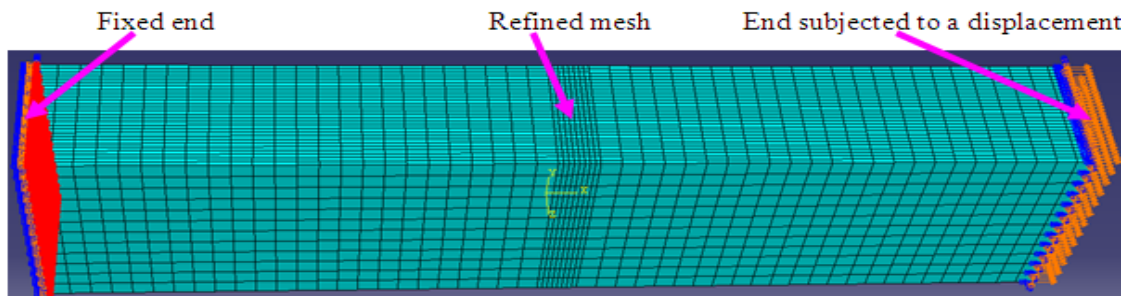 Fixed end
Refined mesh
End subjected to a displacement
Y
X
Z